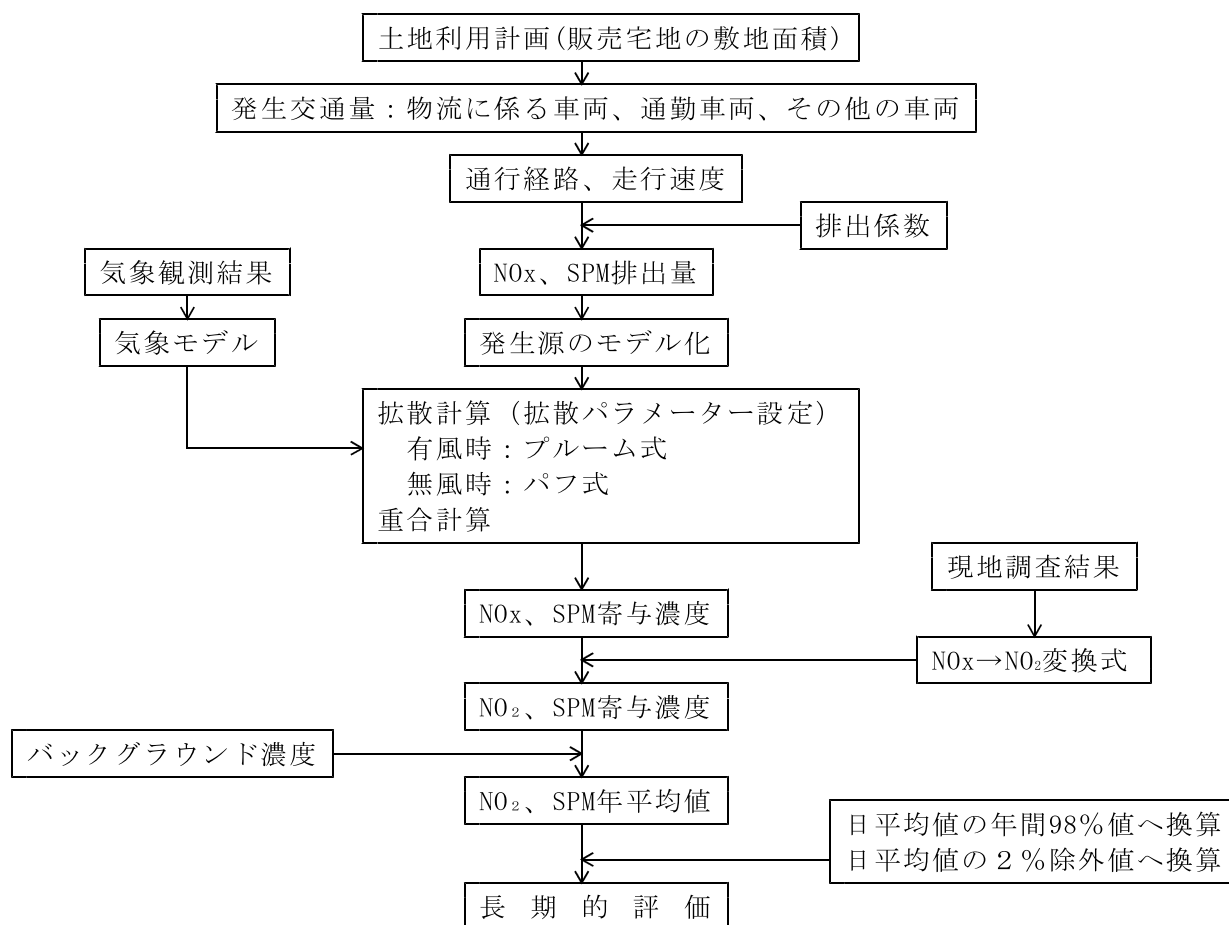 土地利用計画(販売宅地の敷地面積)
発生交通量：物流に係る車両、通勤車両、その他の車両
通行経路、走行速度
排出係数
気象観測結果
NOx、SPM排出量
気象モデル
発生源のモデル化
拡散計算（拡散パラメーター設定）
有風時：プルーム式
無風時：パフ式
重合計算
現地調査結果
NOx、SPM寄与濃度
NOx→NO₂変換式
NO₂、SPM寄与濃度
バックグラウンド濃度
NO₂、SPM年平均値
日平均値の年間98％値へ換算
日平均値の２％除外値へ換算
長期的評価